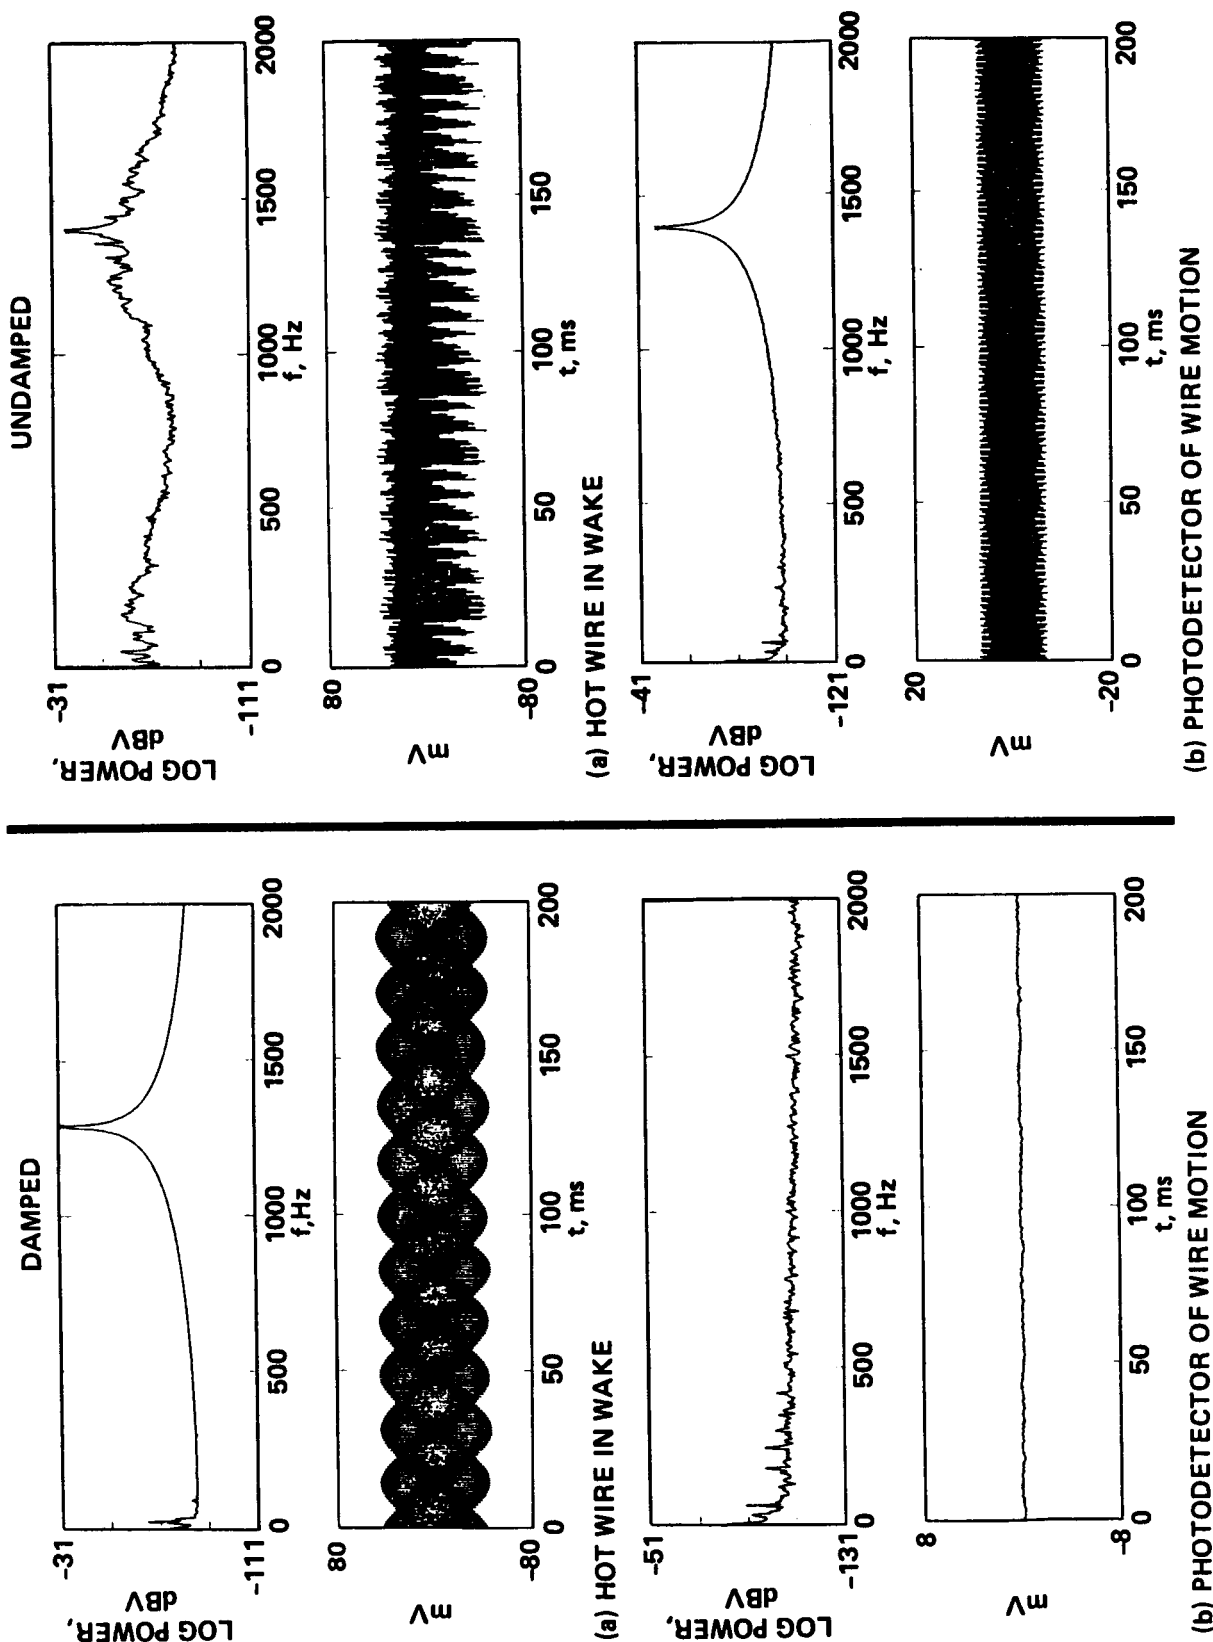 DAMPED
LOG POWER,
dBV
-31
-111
0
500
1000
1500
2000
f,Hz
mV
80
-80
0
50
100
150
200
t, ms
(a) HOT WIRE IN WAKE
LOG POWER,
dBV
-51
-131
0
500
1000
1500
2000
f, Hz
mV
8
-8
0
50
100
150
200
t, ms
(b) PHOTODETECTOR OF WIRE MOTION
UNDAMPED
LOG POWER,
dBV
-31
-111
0
500
1000
1500
2000
f, Hz
mV
80
-80
0
50
100
150
t, ms
(a) HOT WIRE IN WAKE
LOG POWER,
dBV
-41
-121
0
500
1000
1500
2000
f, Hz
mV
20
-20
0
50
100
150
200
t, ms
(b) PHOTODETECTOR OF WIRE MOTION